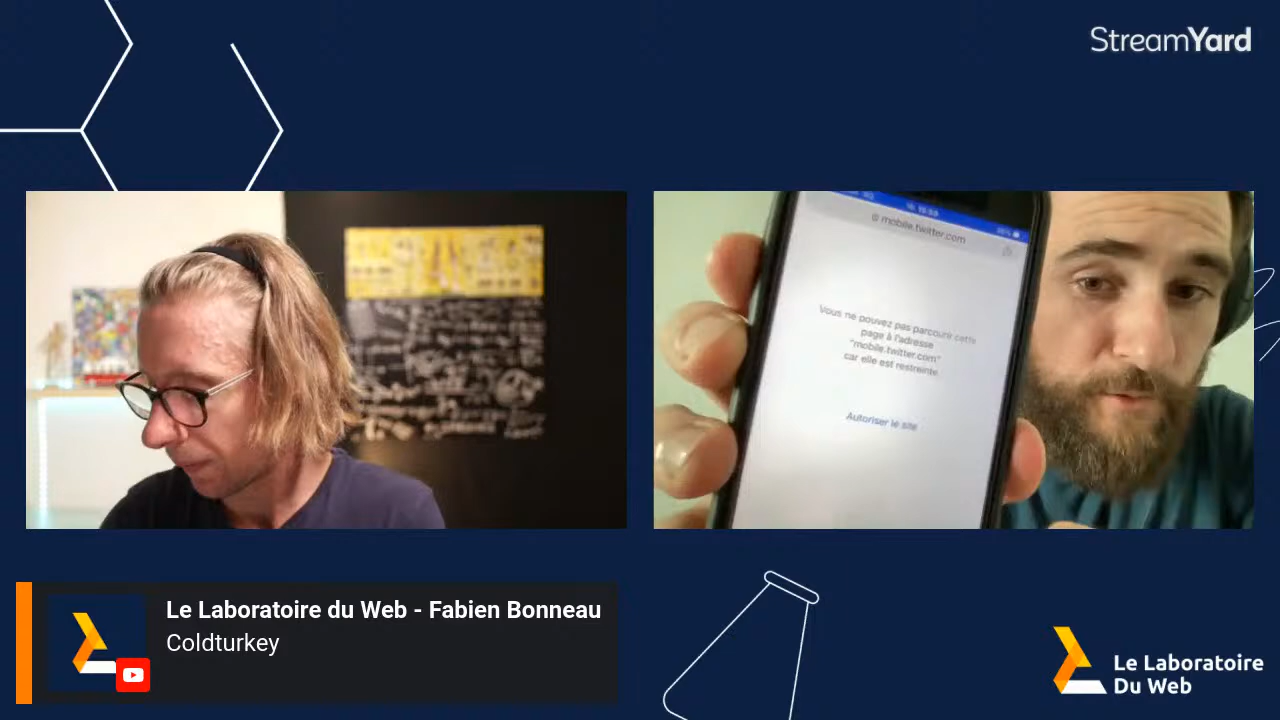 StreamYard
mobile.twitter.com
Vous ne pouvez pas parcourir cette
page à l'adresse
"mobile.twitter.com"
car elle est restreinte.
Autoriser le site
Le Laboratoire du Web - Fabien Bonneau
Coldturkey
Le Laboratoire
Du Web